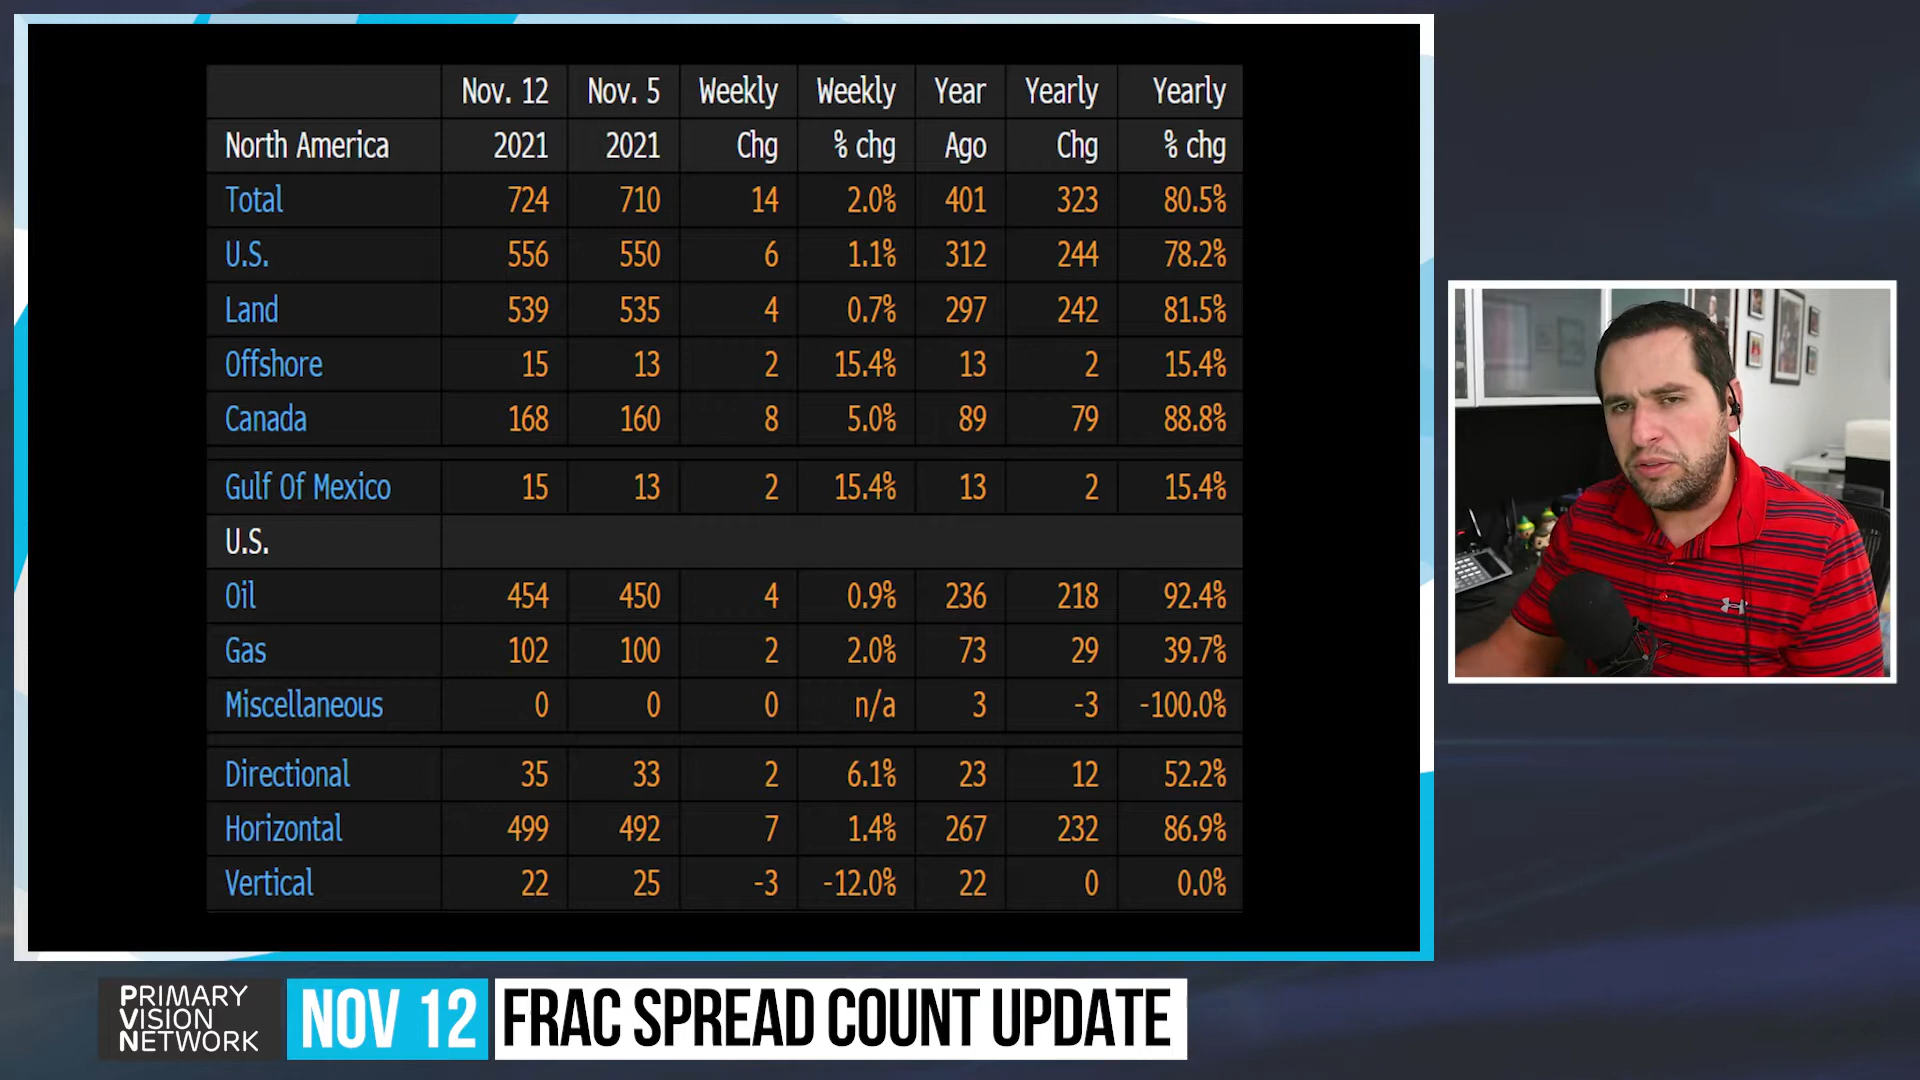 Nov. 12 Nov. 5 Weekly Weekly Year Yearly Yearly
North America 2021 2021 Chg % chg Ago Chg % chg
Total 724 710 14 2.0% 401 323 80.5%
U.S. 556 550 6 1.1% 312 244 78.2%
Land 539 535 4 0.7% 297 242 81.5%
Offshore 15 13 2 15.4% 13 2 15.4%
Canada 168 160 8 5.0% 89 79 88.8%
Gulf Of Mexico 15 13 2 15.4% 13 2 15.4%
U.S.
Oil 454 450 4 0.9% 236 218 92.4%
Gas 102 100 2 2.0% 73 29 39.7%
Miscellaneous 0 0 0 n/a 3 -3 -100.0%
Directional 35 33 2 6.1% 23 12 52.2%
Horizontal 499 492 7 1.4% 267 232 86.9%
Vertical 22 25 -3 -12.0% 22 0 0.0%
PRIMARY
VISION
NETWORK
NOV 12
FRAC SPREAD COUNT UPDATE